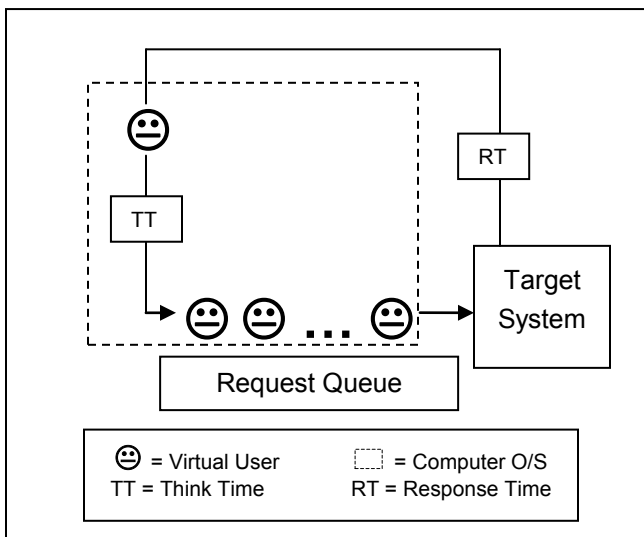 RT
TT
Target
System
...
Request Queue
= Virtual User
= Computer O/S
TT = Think Time
RT = Response Time